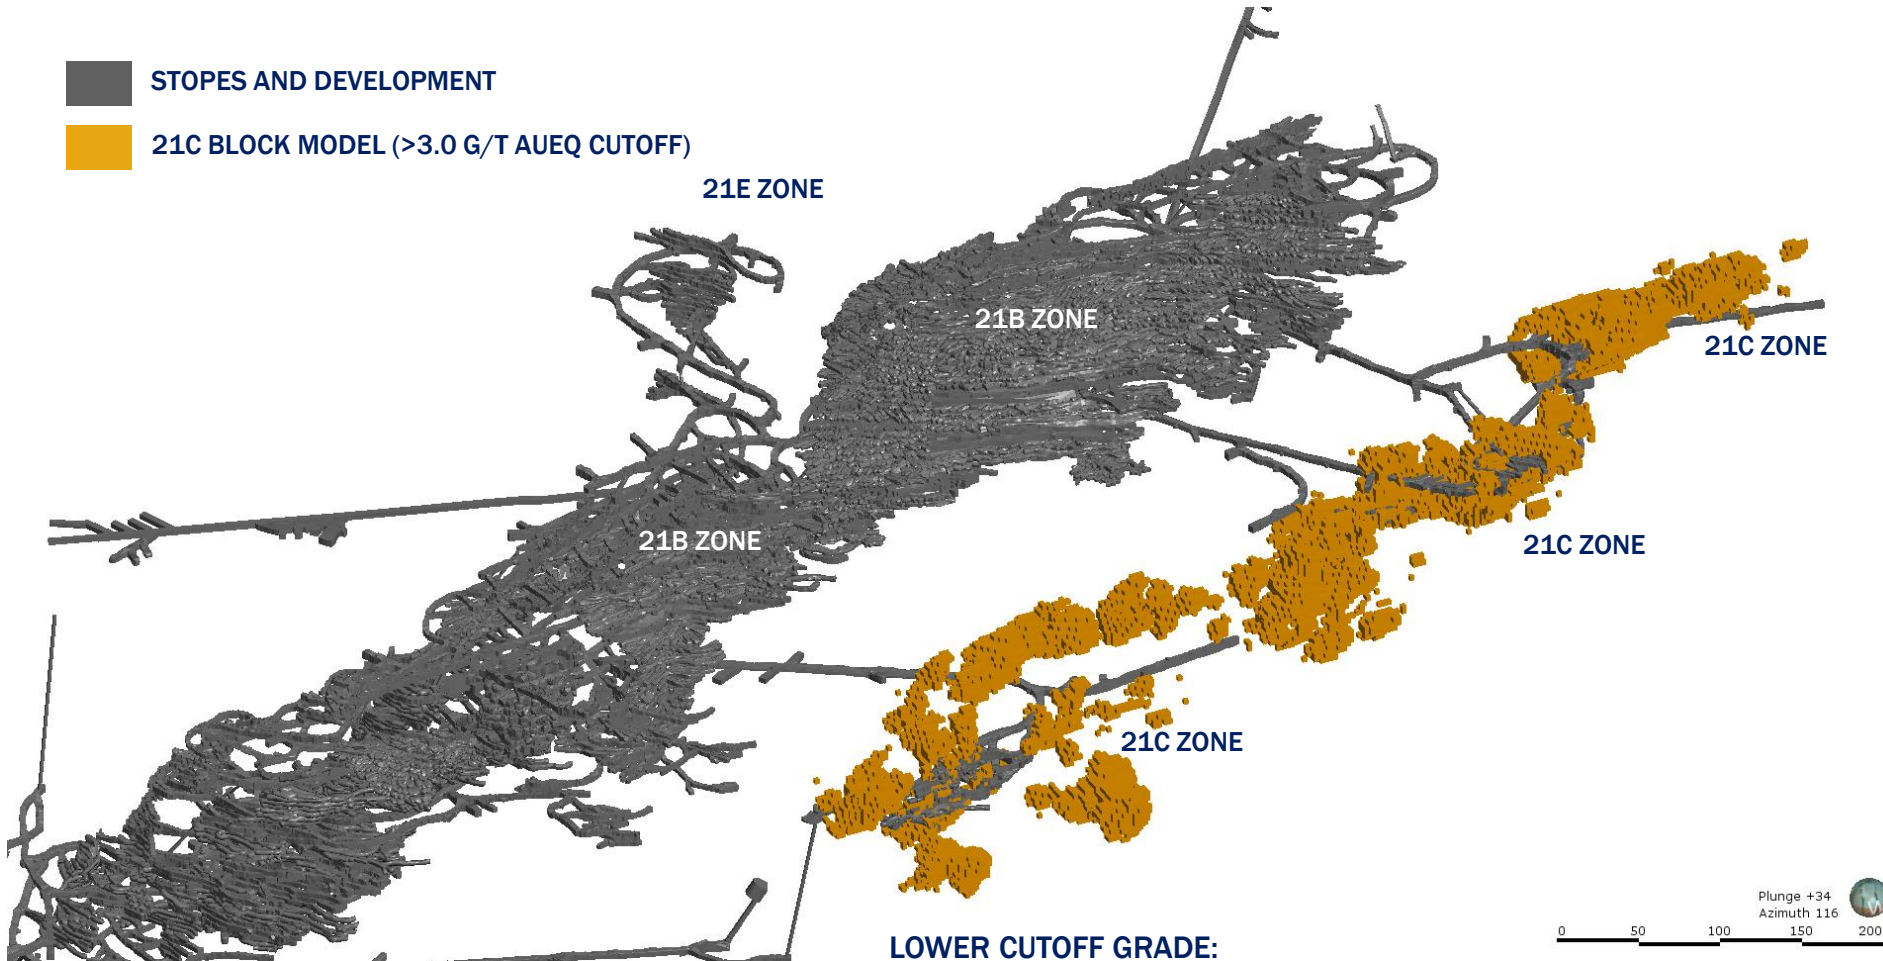 STOPES AND DEVELOPMENT
21C BLOCK MODEL (>3.0 G/T AUEQ CUTOFF)
21E ZONE
21B ZONE
21C ZONE
21B ZONE
21C ZONE
21C ZONE
Plunge +34
Azimuth 116
0 50 100 150 200
LOWER CUTOFF GRADE: